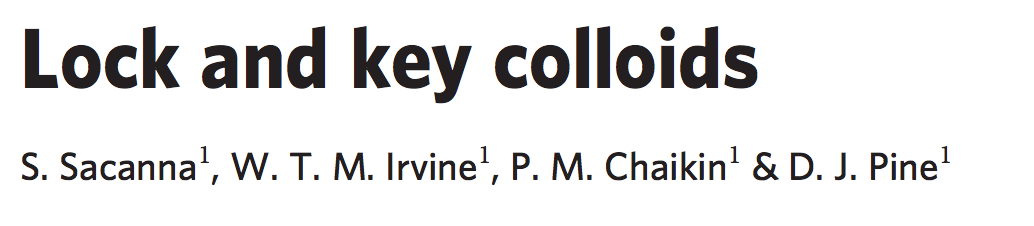 Lock and key colloids
S. Sacanna¹, W. T. M. Irvine¹, P. M. Chaikin¹ & D. J. Pine¹